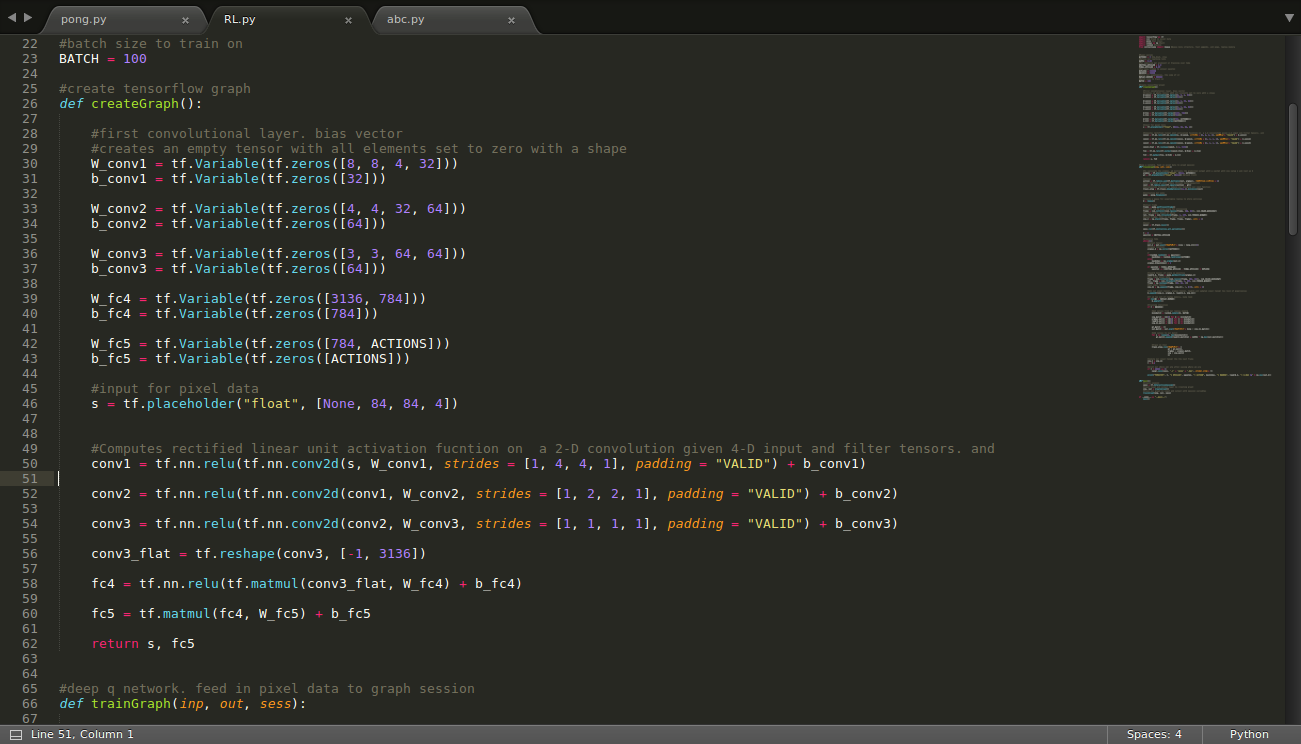 pong.py × RL.py × abc.py ×
22 #batch size to train on
23 BATCH = 100
24
25 #create tensorflow graph
26 def createGraph():
27
28 #first convolutional layer. bias vector
29 #creates an empty tensor with all elements set to zero with a shape
30 W_conv1 = tf.Variable(tf.zeros([8, 8, 4, 32]))
31 b_conv1 = tf.Variable(tf.zeros([32]))
32
33 W_conv2 = tf.Variable(tf.zeros([4, 4, 32, 64]))
34 b_conv2 = tf.Variable(tf.zeros([64]))
35
36 W_conv3 = tf.Variable(tf.zeros([3, 3, 64, 64]))
37 b_conv3 = tf.Variable(tf.zeros([64]))
38
39 W_fc4 = tf.Variable(tf.zeros([3136, 784]))
40 b_fc4 = tf.Variable(tf.zeros([784]))
41
42 W_fc5 = tf.Variable(tf.zeros([784, ACTIONS]))
43 b_fc5 = tf.Variable(tf.zeros([ACTIONS]))
44
45 #input for pixel data
46 s = tf.placeholder("float", [None, 84, 84, 4])
47
48
49 #Computes rectified linear unit activation fucntion on  a 2-D convolution given 4-D input and filter tensors. and
50 conv1 = tf.nn.relu(tf.nn.conv2d(s, W_conv1, strides = [1, 4, 4, 1], padding = "VALID") + b_conv1)
51
52 conv2 = tf.nn.relu(tf.nn.conv2d(conv1, W_conv2, strides = [1, 2, 2, 1], padding = "VALID") + b_conv2)
53
54 conv3 = tf.nn.relu(tf.nn.conv2d(conv2, W_conv3, strides = [1, 1, 1, 1], padding = "VALID") + b_conv3)
55
56 conv3_flat = tf.reshape(conv3, [-1, 3136])
57
58 fc4 = tf.nn.relu(tf.matmul(conv3_flat, W_fc4) + b_fc4)
59
60 fc5 = tf.matmul(fc4, W_fc5) + b_fc5
61
62 return s, fc5
63
64
65 #deep q network. feed in pixel data to graph session
66 def trainGraph(inp, out, sess):
67
Line 51, Column 1 Spaces: 4 Python